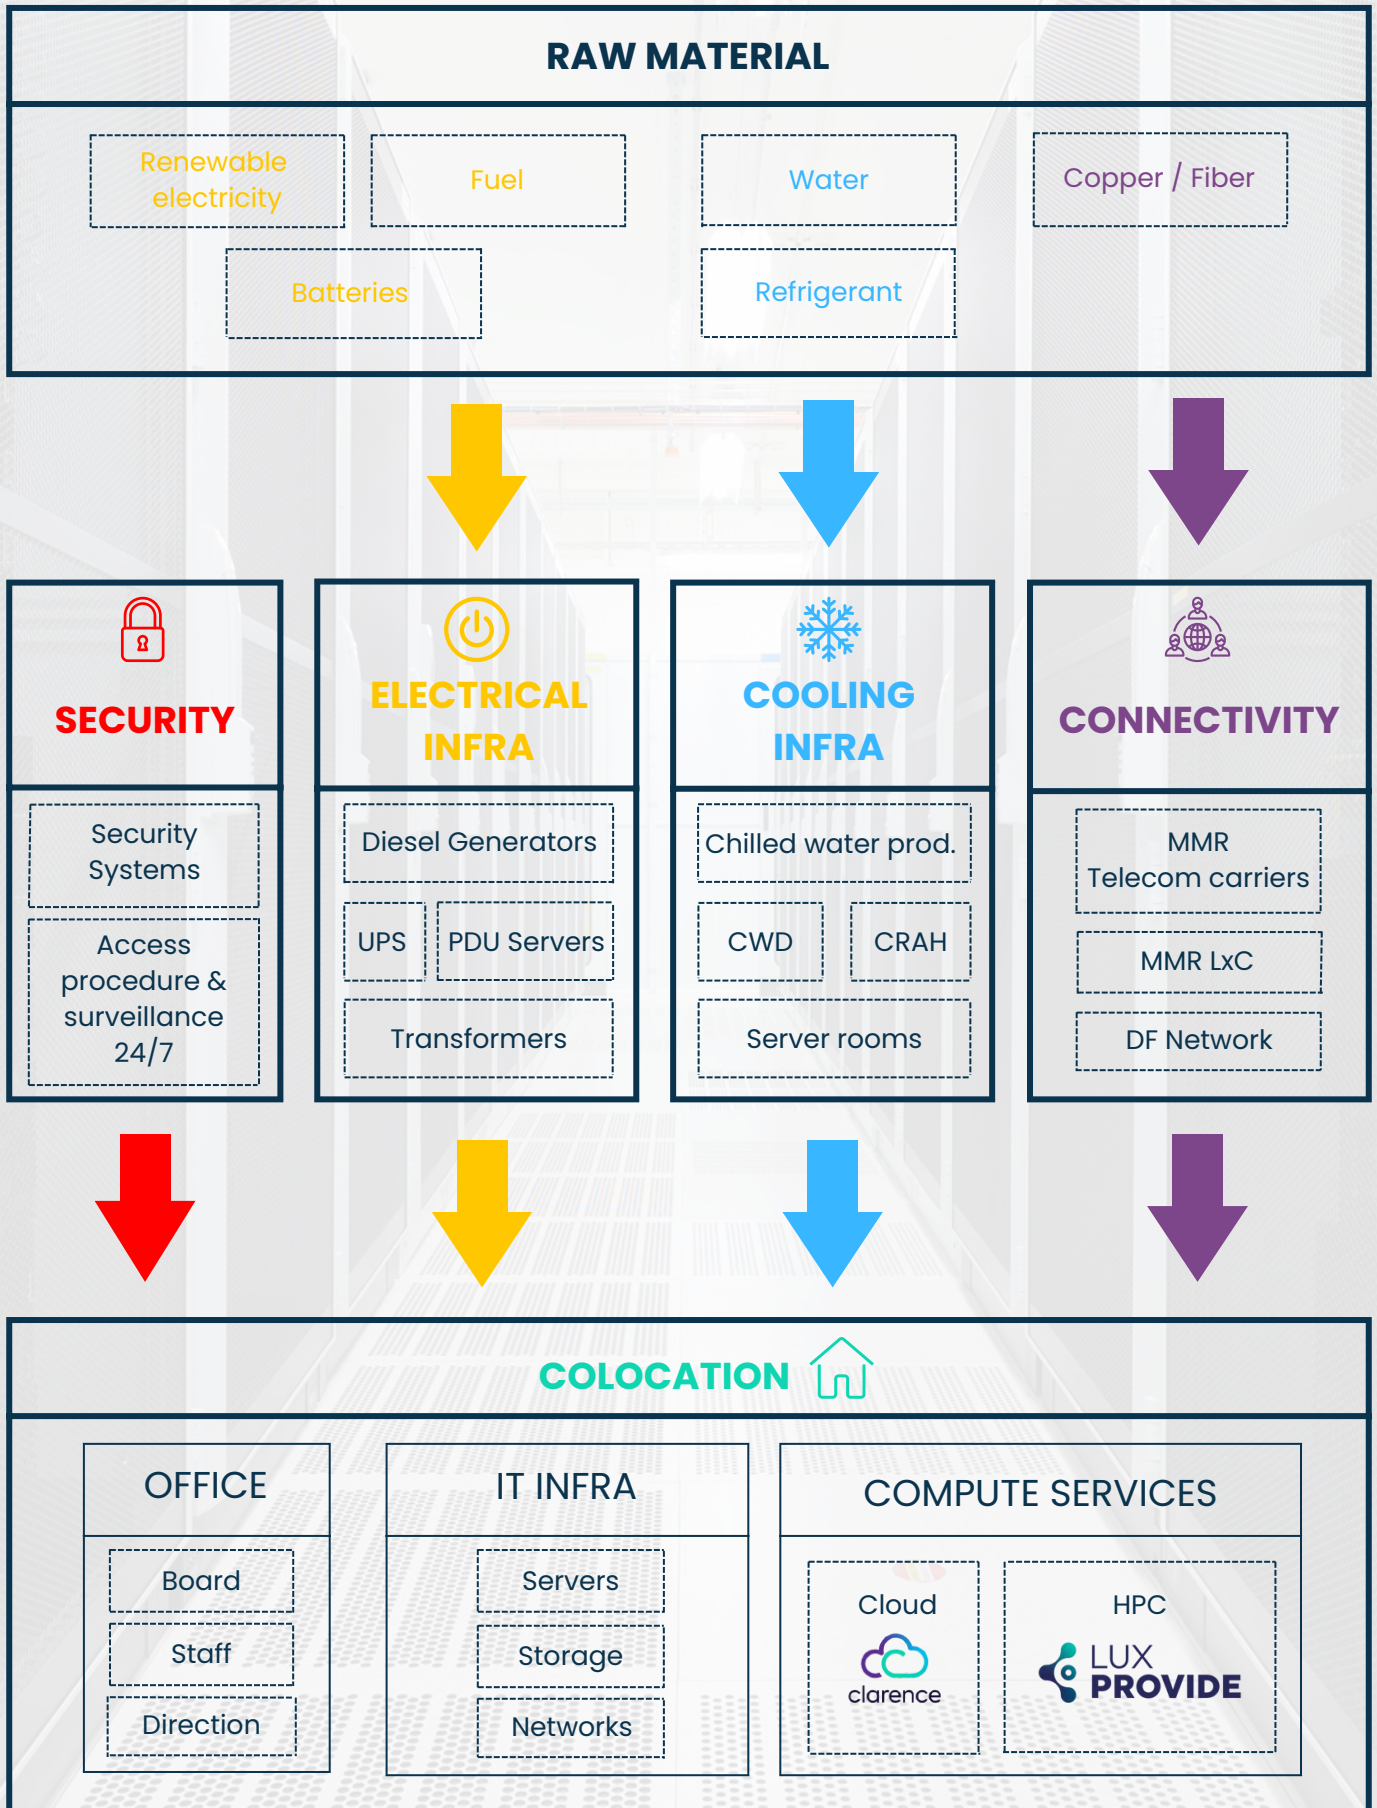 RAW MATERIAL
Renewable
electricity
Fuel
Water
Copper / Fiber
Batteries
Refrigerant
SECURITY
Security
Systems
Access
procedure &
surveillance
24/7
ELECTRICAL
INFRA
Diesel Generators
UPS
PDU Servers
Transformers
COOLING
INFRA
Chilled water prod.
CWD
CRAH
Server rooms
CONNECTIVITY
MMR
Telecom carriers
MMR LxC
DF Network
COLOCATION
OFFICE
Board
Staff
Direction
IT INFRA
Servers
Storage
Networks
COMPUTE SERVICES
Cloud
clarence
HPC
LUX
PROVIDE